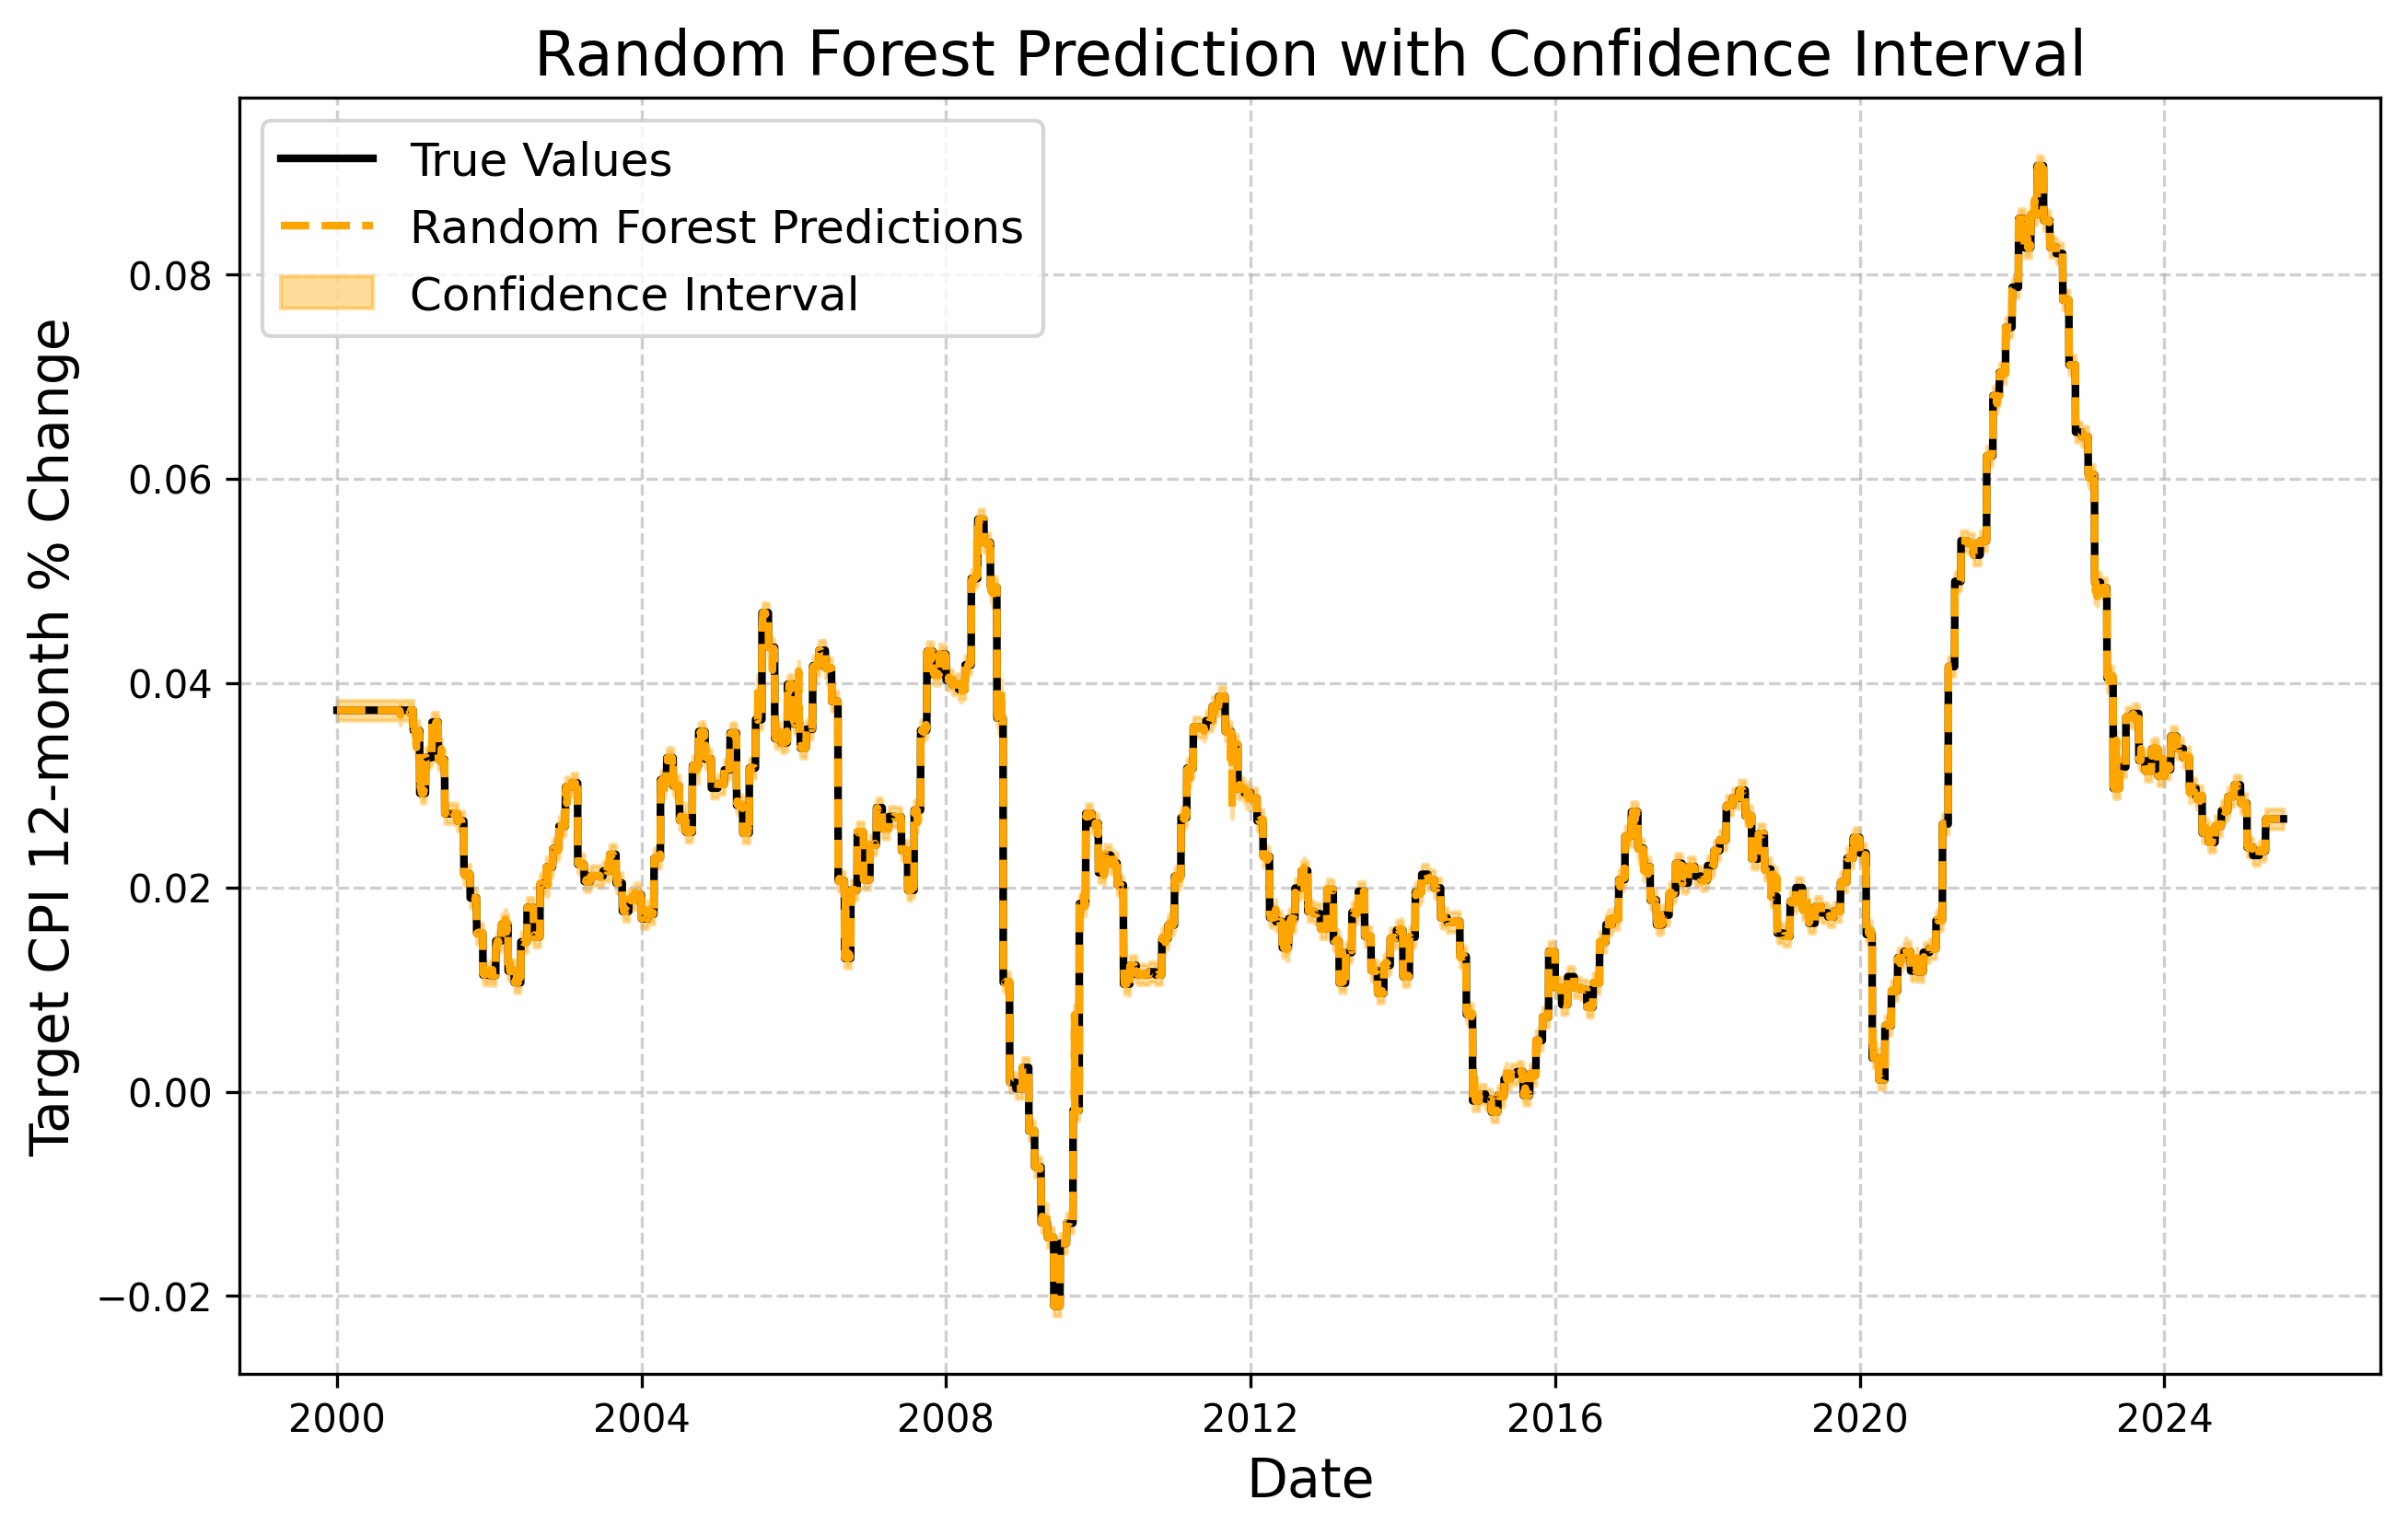 Random Forest Prediction with Confidence Interval
True Values
Random Forest Predictions
Confidence Interval
Target CPI 12-month % Change
0.08
0.06
0.04
0.02
0.00
−0.02
2000 2004 2008 2012 2016 2020 2024
Date